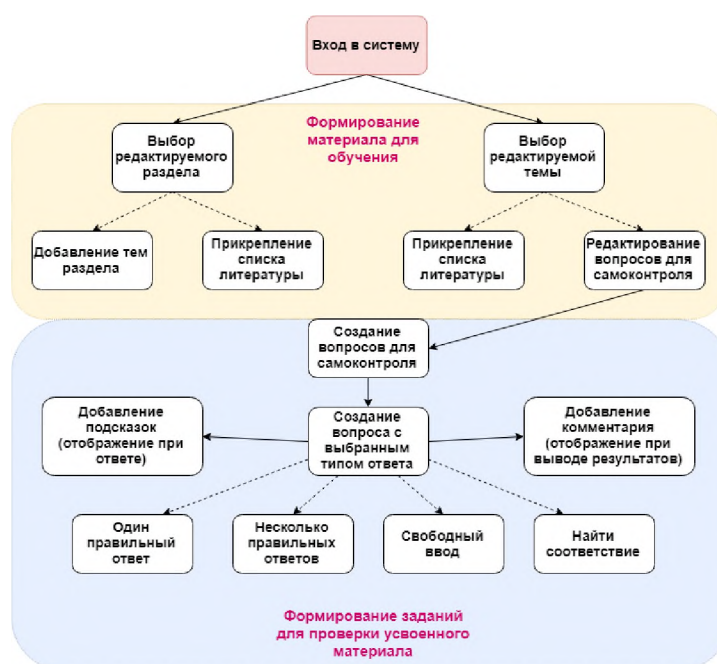 Вход в систему
Формирование
материала для
обучения
Выбор
редактируемого
раздела
Выбор
редактируемой
темы
Добавление тем
раздела
Прикрепление
списка
литературы
Прикрепление
списка
литературы
Редактирование
вопросов для
самоконтроля
Создание
вопросов для
самоконтроля
Добавление
подсказок
(отображение при
ответе)
Создание
вопроса с
выбранным
типом ответа
Добавление
комментария
(отображение при
выводе результатов)
Один
правильный
ответ
Несколько
правильных
ответов
Свободный
ввод
Найти
соответствие
Формирование заданий
для проверки усвоенного
материала